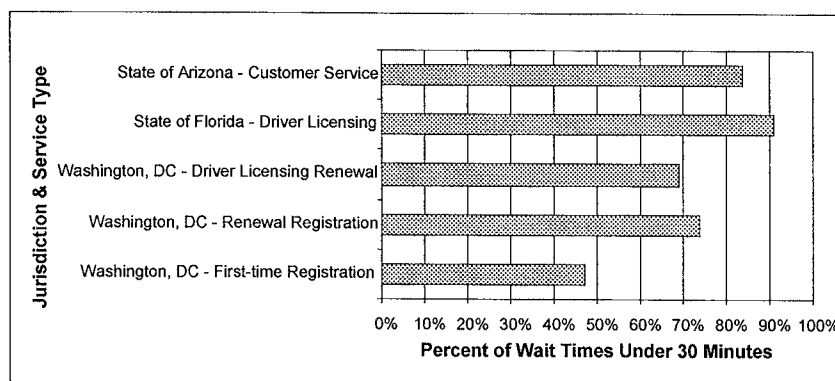 Jurisdiction & Service Type
State of Arizona - Customer Service
State of Florida - Driver Licensing
Washington, DC - Driver Licensing Renewal
Washington, DC - Renewal Registration
Washington, DC - First-time Registration
0% 10% 20% 30% 40% 50% 60% 70% 80% 90% 100%
Percent of Wait Times Under 30 Minutes